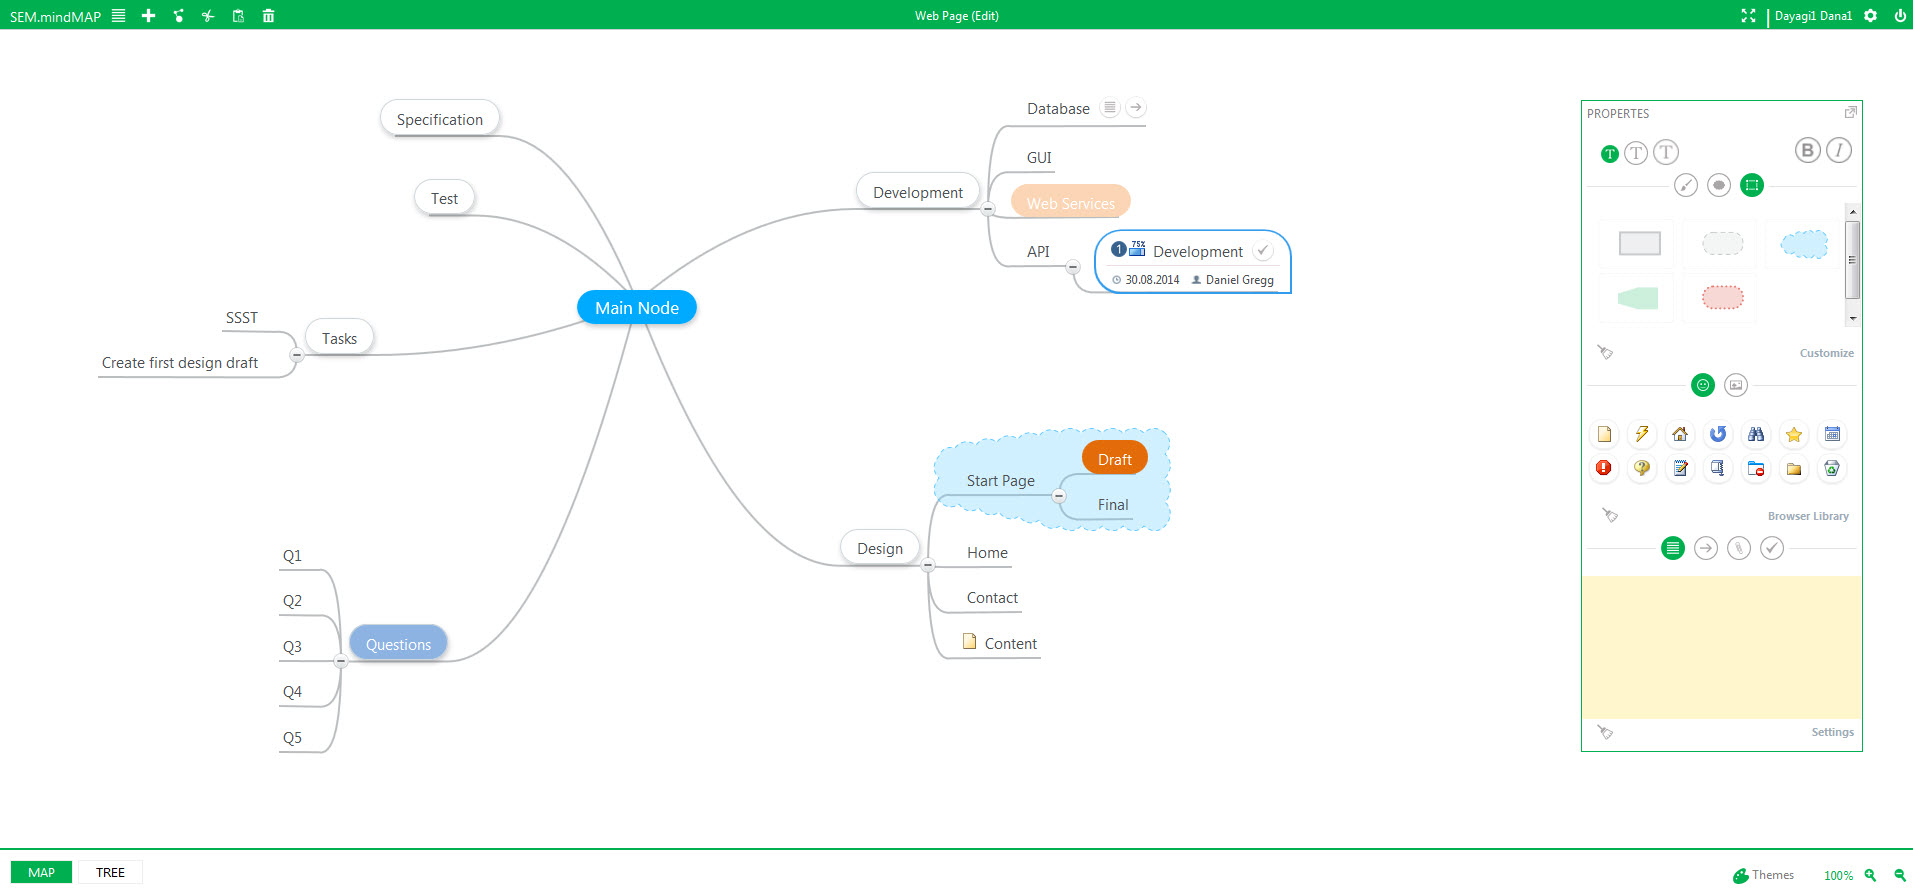 SEM.mindMAP
Web Page (Edit)
Dayagi1 Dana1
Specification
Test
Main Node
Tasks
SSST
Create first design draft
Questions
Q1
Q2
Q3
Q4
Q5
Development
Database
GUI
Web Services
API
1 75% Development
30.08.2014 Daniel Gregg
Design
Start Page
Draft
Final
Home
Contact
Content
PROPERTES
T T T B I
Customize
Browser Library
Settings
MAP TREE
Themes 100%